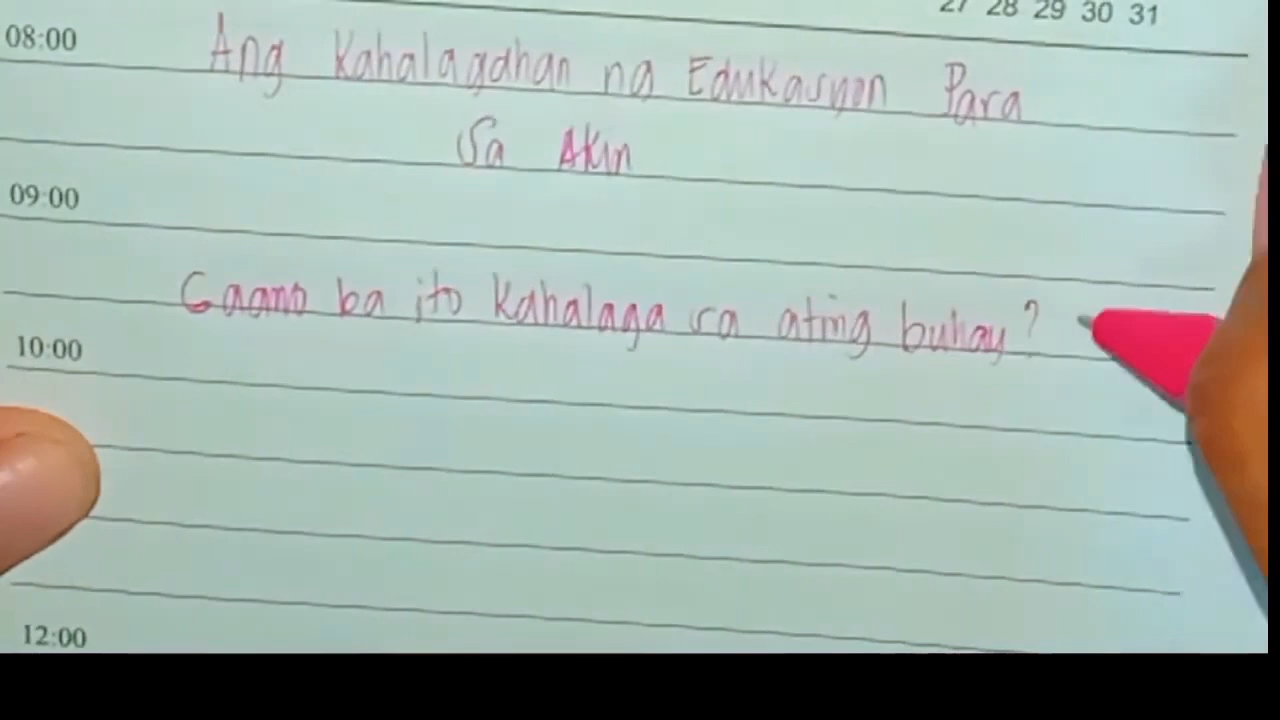 27 28 29 30 31
08:00
Ang Kahalagahan na Edukasyon Para
Sa Akin
09:00
Gaano ba ito kahalaga sa ating buhay?
10:00
12:00